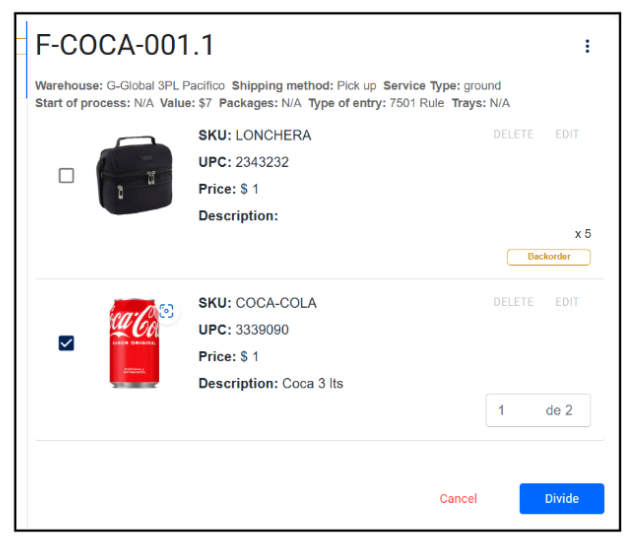 F-COCA-001.1
Warehouse: G-Global 3PL Pacifico Shipping method: Pick up Service Type: ground
Start of process: N/A Value: $7 Packages: N/A Type of entry: 7501 Rule Trays: N/A
SKU: LONCHERA
DELETE EDIT
UPC: 2343232
Price: $ 1
Description:
x 5
Backorder
SKU: COCA-COLA
DELETE EDIT
UPC: 3339090
Price: $ 1
Description: Coca 3 lts
SABOR ORIGINAL
1 de 2
Cancel Divide